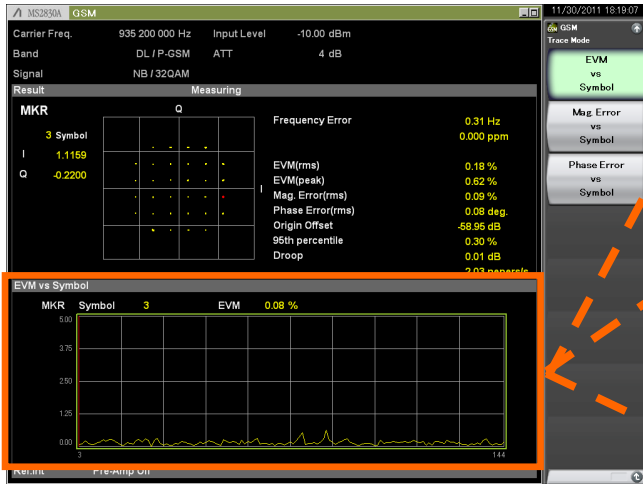 MS2830A GSM
11/30/2011 18:19:07
Carrier Freq. 935 200 000 Hz Input Level -10.00 dBm
Band DL / P-GSM ATT 4 dB
Signal NB / 32QAM
Result Measuring
MKR
3 Symbol
I 1.1159
Q -0.2200
Q
I
Frequency Error 0.31 Hz
0.000 ppm
EVM(rms) 0.18 %
EVM(peak) 0.62 %
Mag. Error(rms) 0.09 %
Phase Error(rms) 0.08 deg.
Origin Offset -58.95 dB
95th percentile 0.30 %
Droop 0.01 dB
2.03 nepers/s
EVM vs Symbol
MKR Symbol 3 EVM 0.08 %
5.00
3.75
2.50
1.25
0.00
3 144
Ref.Int Pre-Amp Off
GSM
Trace Mode
EVM
vs
Symbol
Mag. Error
vs
Symbol
Phase Error
vs
Symbol